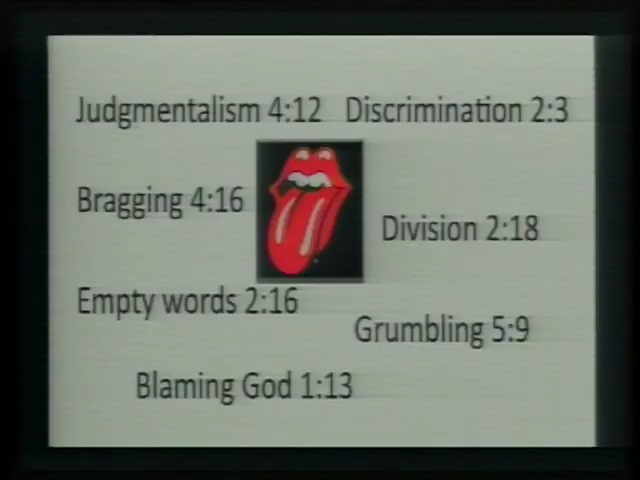 Judgmentalism 4:12 Discrimination 2:3
Bragging 4:16
Division 2:18
Empty words 2:16
Grumbling 5:9
Blaming God 1:13